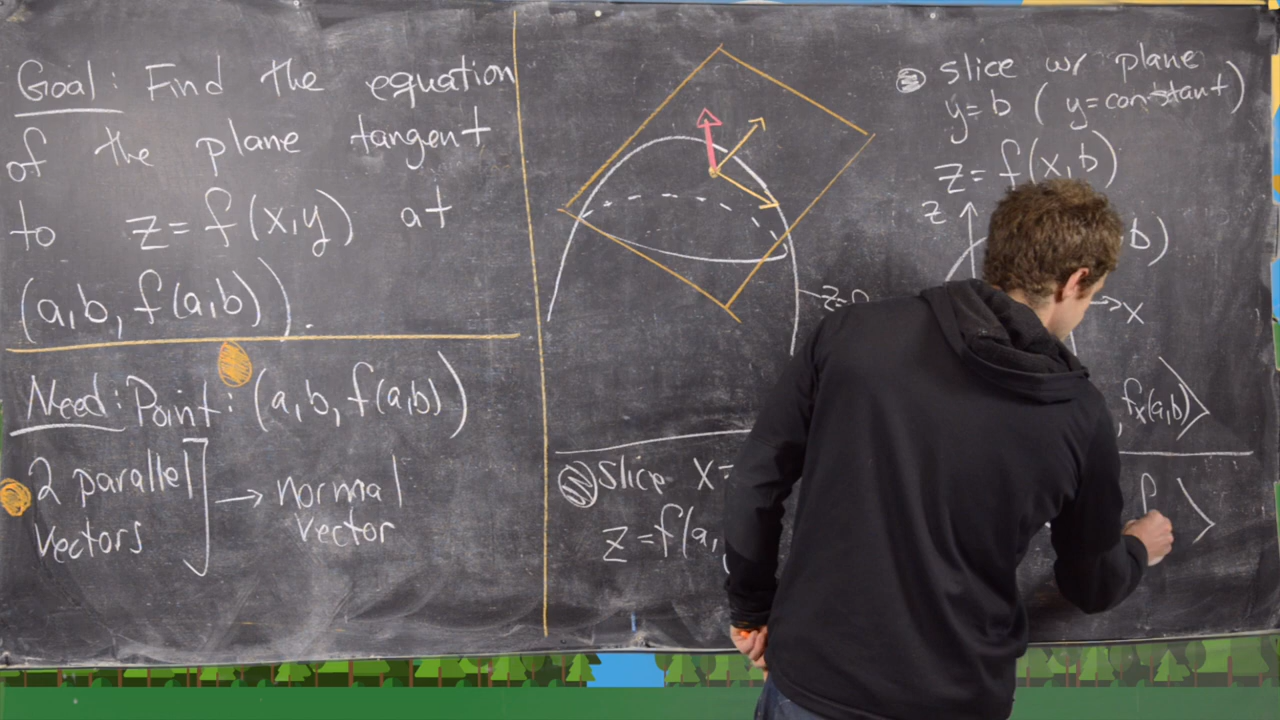 Goal: Find the equation
of the plane tangent
to z=f(x,y) at
(a,b, f(a,b)).
Need: Point: (a,b, f(a,b))
2 parallel
vectors
→ normal
vector
z=
Slice x=
z=f(a,
slice w/ plane
y=b (y=constant)
z=f(x,b)
z
b)
→x
, fx(a,b)>
f >